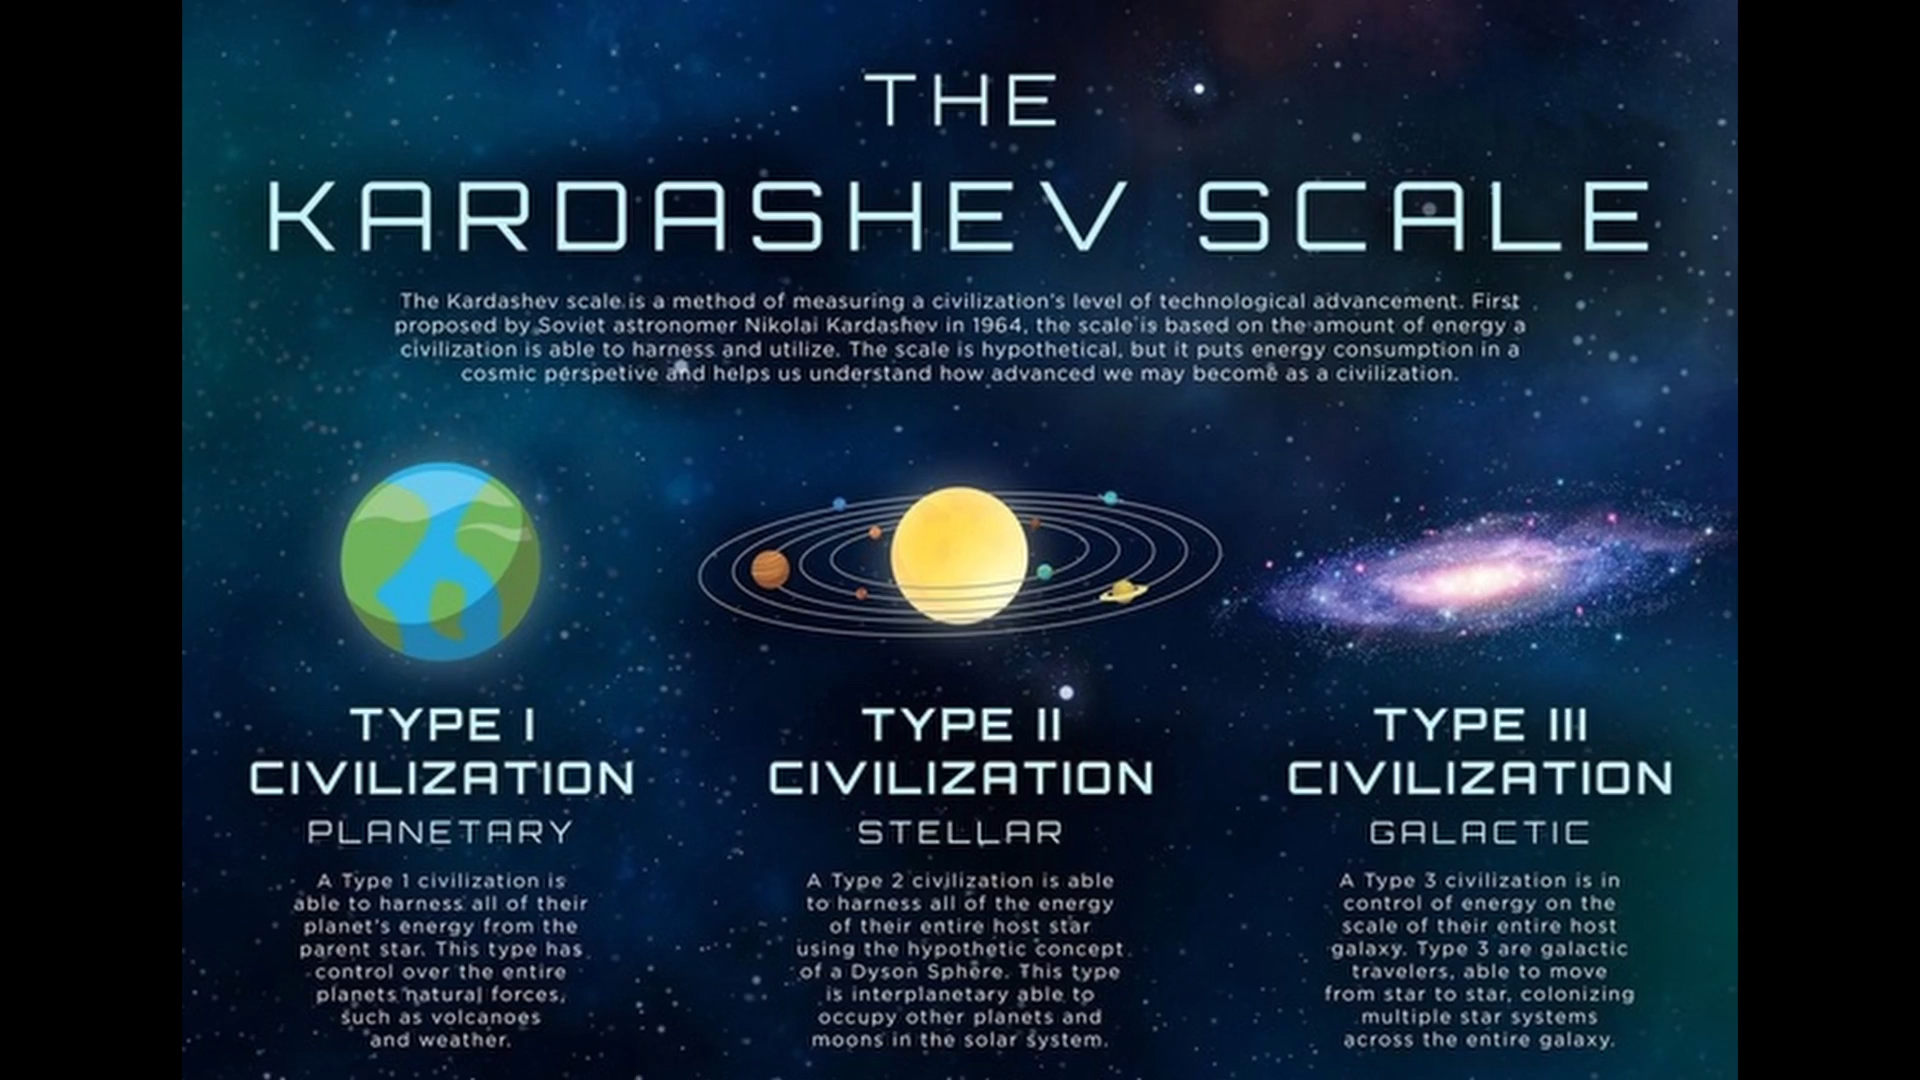 THE
KARDASHEV SCALE
The Kardashev scale is a method of measuring a civilization's level of technological advancement. First
proposed by Soviet astronomer Nikolai Kardashev in 1964, the scale is based on the amount of energy a
civilization is able to harness and utilize. The scale is hypothetical, but it puts energy consumption in a
cosmic perspetive and helps us understand how advanced we may become as a civilization.
TYPE I
CIVILIZATION
PLANETARY
A Type 1 civilization is
able to harness all of their
planet's energy from the
parent star. This type has
control over the entire
planets natural forces,
such as volcanoes
and weather.
TYPE II
CIVILIZATION
STELLAR
A Type 2 civilization is able
to harness all of the energy
of their entire host star
using the hypothetic concept
of a Dyson Sphere. This type
is interplanetary able to
occupy other planets and
moons in the solar system.
TYPE III
CIVILIZATION
GALACTIC
A Type 3 civilization is in
control of energy on the
scale of their entire host
galaxy. Type 3 are galactic
travelers, able to move
from star to star, colonizing
multiple star systems
across the entire galaxy.